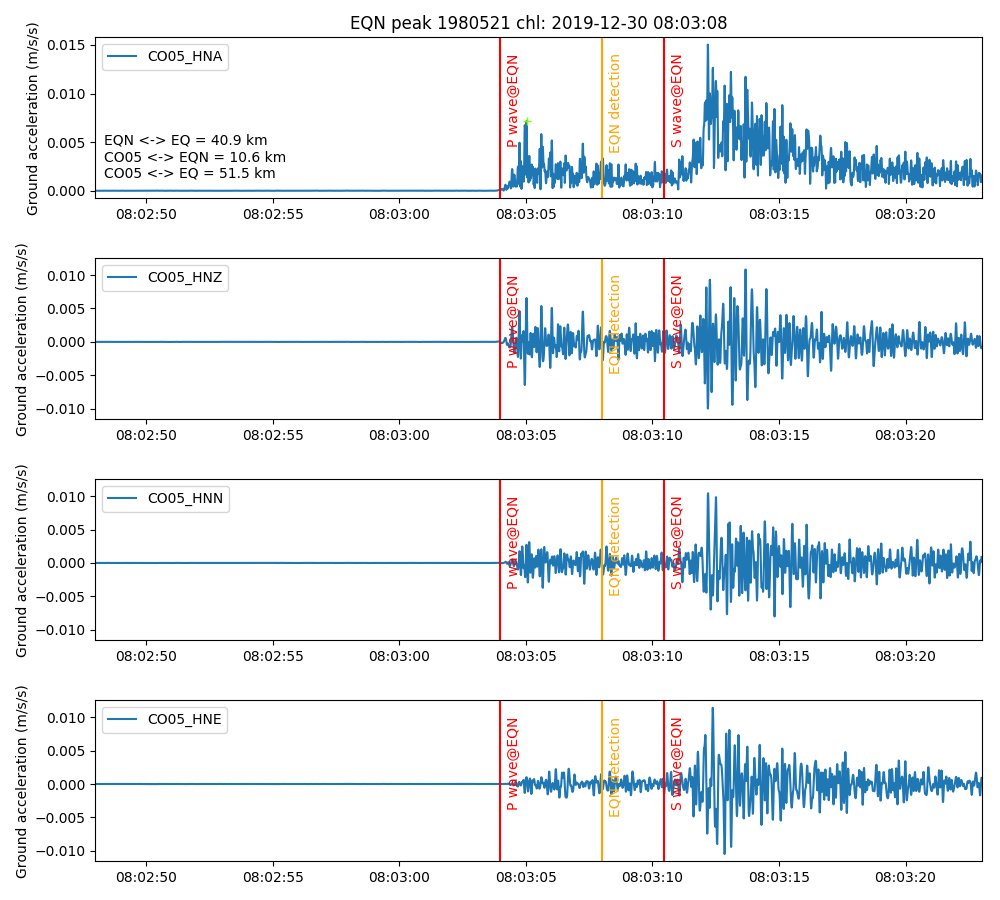 EQN peak 1980521 chl: 2019-12-30 08:03:08
Ground acceleration (m/s/s)
0.015
0.010
0.005
0.000
CO05_HNA
EQN <-> EQ = 40.9 km
CO05 <-> EQN = 10.6 km
CO05 <-> EQ = 51.5 km
P wave@EQN
EQN detection
S wave@EQN
08:02:50
08:02:55
08:03:00
08:03:05
08:03:10
08:03:15
08:03:20
Ground acceleration (m/s/s)
0.010
0.005
0.000
−0.005
−0.010
CO05_HNZ
P wave@EQN
EQN detection
S wave@EQN
08:02:50
08:02:55
08:03:00
08:03:05
08:03:10
08:03:15
08:03:20
Ground acceleration (m/s/s)
0.010
0.005
0.000
−0.005
−0.010
CO05_HNN
P wave@EQN
EQN detection
S wave@EQN
08:02:50
08:02:55
08:03:00
08:03:05
08:03:10
08:03:15
08:03:20
Ground acceleration (m/s/s)
0.010
0.005
0.000
−0.005
−0.010
CO05_HNE
P wave@EQN
EQN detection
S wave@EQN
08:02:50
08:02:55
08:03:00
08:03:05
08:03:10
08:03:15
08:03:20